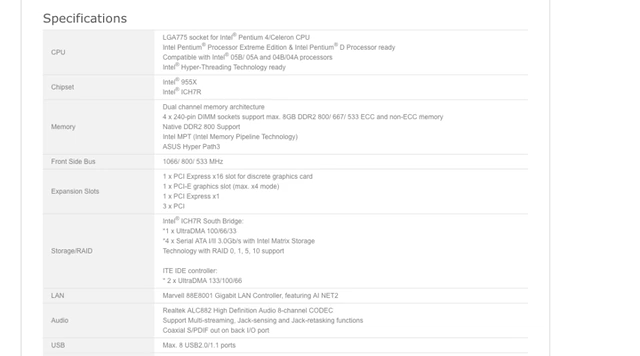 Specifications
CPU
LGA775 socket for Intel® Pentium 4/Celeron CPU
Intel Pentium® Processor Extreme Edition & Intel Pentium® D Processor ready
Compatible with Intel® 05B/ 05A and 04B/04A processors
Intel® Hyper-Threading Technology ready
Chipset
Intel® 955X
Intel® ICH7R
Memory
Dual channel memory architecture
4 x 240-pin DIMM sockets support max. 8GB DDR2 800/ 667/ 533 ECC and non-ECC memory
Native DDR2 800 Support
Intel MPT (Intel Memory Pipeline Technology)
ASUS Hyper Path3
Front Side Bus
1066/ 800/ 533 MHz
Expansion Slots
1 x PCI Express x16 slot for discrete graphics card
1 x PCI-E graphics slot (max. x4 mode)
1 x PCI Express x1
3 x PCI
Storage/RAID
Intel® ICH7R South Bridge:
*1 x UltraDMA 100/66/33
*4 x Serial ATA I/II 3.0Gb/s with Intel Matrix Storage
Technology with RAID 0, 1, 5, 10 support
ITE IDE controller:
* 2 x UltraDMA 133/100/66
LAN
Marvell 88E8001 Gigabit LAN Controller, featuring AI NET2
Audio
Realtek ALC882 High Definition Audio 8-channel CODEC
Support Multi-streaming, Jack-sensing and Jack-retasking functions
Coaxial S/PDIF out on back I/O port
USB
Max. 8 USB2.0/1.1 ports